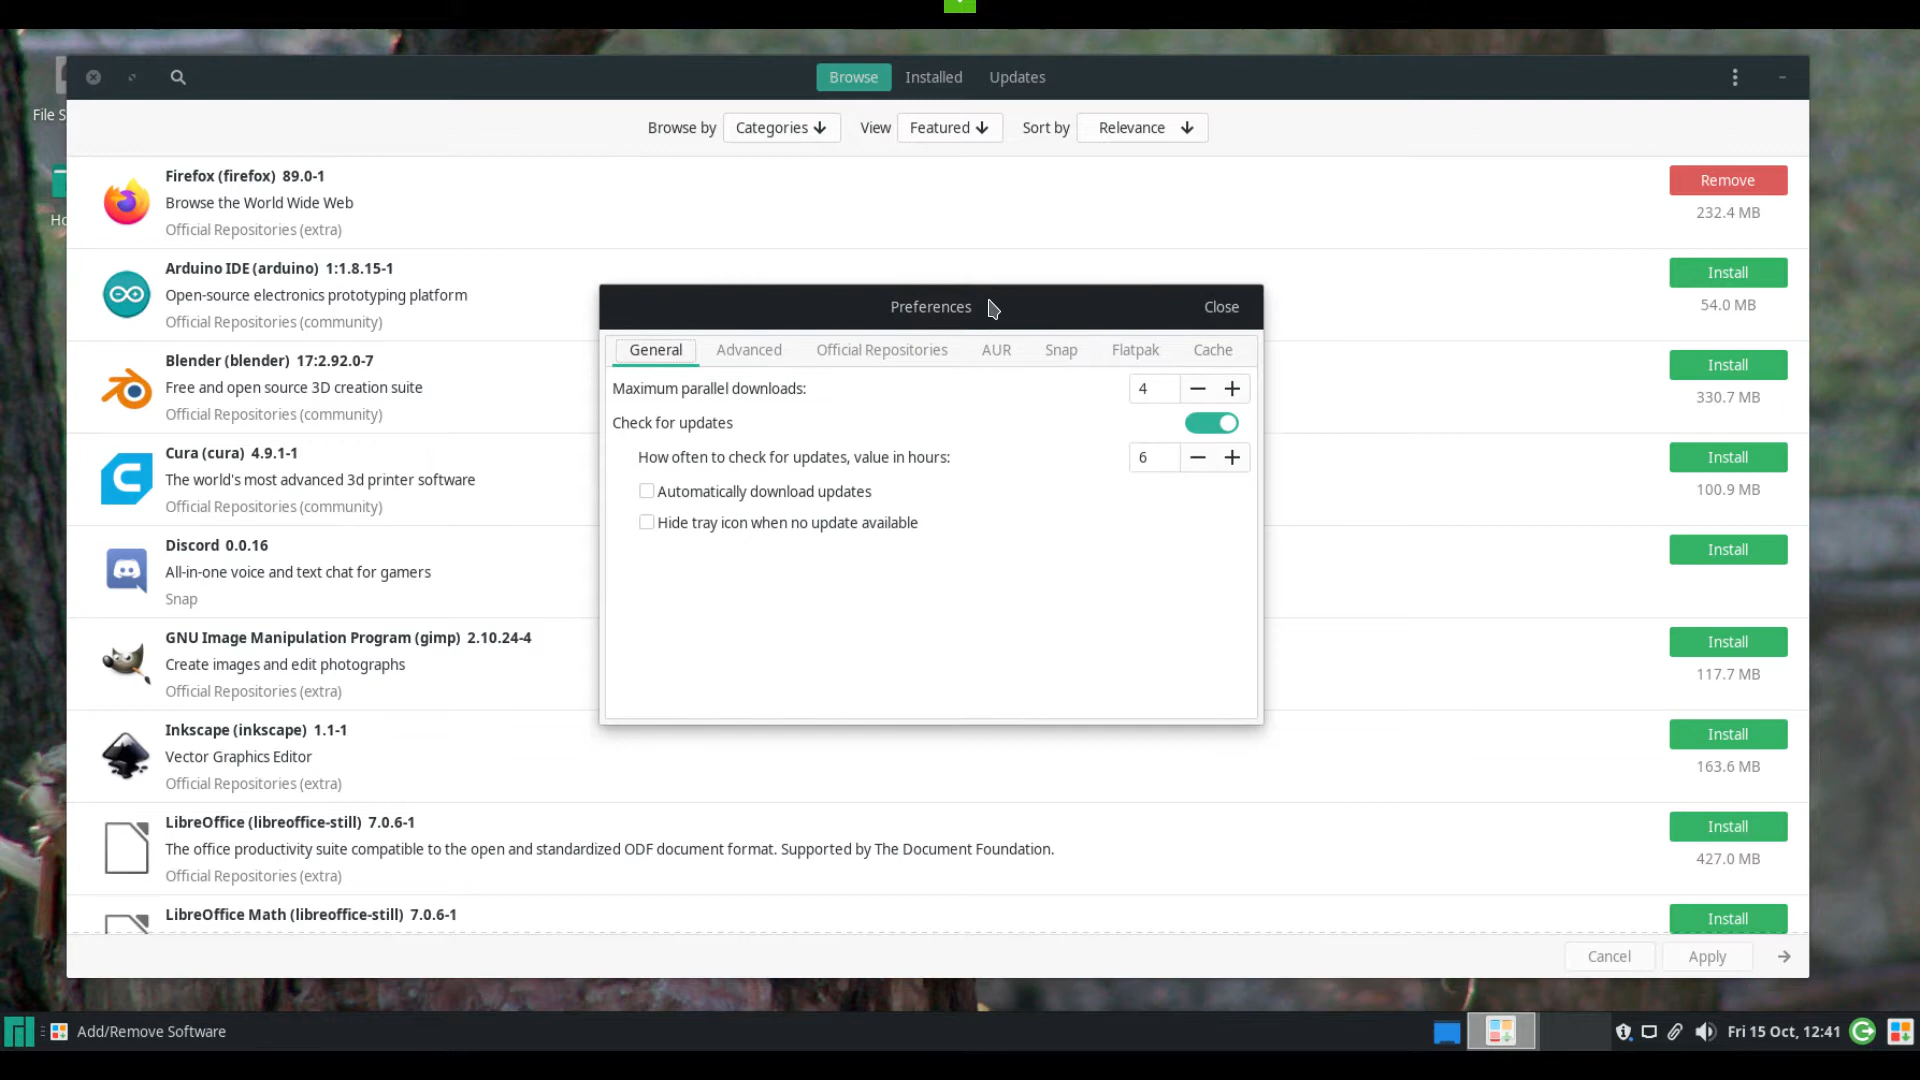 File S
Ho
Browse
Installed
Updates
Browse by
Categories
View
Featured
Sort by
Relevance
Firefox (firefox) 89.0-1
Browse the World Wide Web
Official Repositories (extra)
Remove
232.4 MB
Arduino IDE (arduino) 1:1.8.15-1
Open-source electronics prototyping platform
Official Repositories (community)
Install
54.0 MB
Blender (blender) 17:2.92.0-7
Free and open source 3D creation suite
Official Repositories (community)
Install
330.7 MB
Cura (cura) 4.9.1-1
The world's most advanced 3d printer software
Official Repositories (community)
Install
100.9 MB
Discord 0.0.16
All-in-one voice and text chat for gamers
Snap
Install
GNU Image Manipulation Program (gimp) 2.10.24-4
Create images and edit photographs
Official Repositories (extra)
Install
117.7 MB
Inkscape (inkscape) 1.1-1
Vector Graphics Editor
Official Repositories (extra)
Install
163.6 MB
LibreOffice (libreoffice-still) 7.0.6-1
The office productivity suite compatible to the open and standardized ODF document format. Supported by The Document Foundation.
Official Repositories (extra)
Install
427.0 MB
LibreOffice Math (libreoffice-still) 7.0.6-1
Install
Preferences
Close
General
Advanced
Official Repositories
AUR
Snap
Flatpak
Cache
Maximum parallel downloads:
4
Check for updates
How often to check for updates, value in hours:
6
Automatically download updates
Hide tray icon when no update available
Cancel
Apply
Add/Remove Software
Fri 15 Oct, 12:41